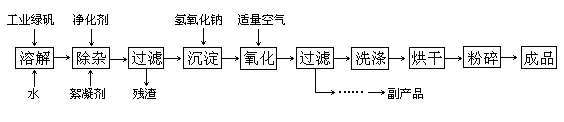 工业绿矾 净化剂 氢氧化钠 适量空气
溶解 除杂 过滤 沉淀 氧化 过滤 洗涤 烘干 粉碎 成品
水 絮凝剂 残渣 …… 副产品